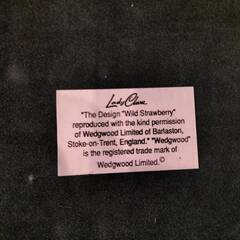 Lady Clare
"The Design "Wild Strawberry"
reproduced with the kind permission
of Wedgwood Limited of Barlaston,
Stoke-on-Trent, England." "Wedgwood"
is the registered trade mark of
Wedgwood Limited.©